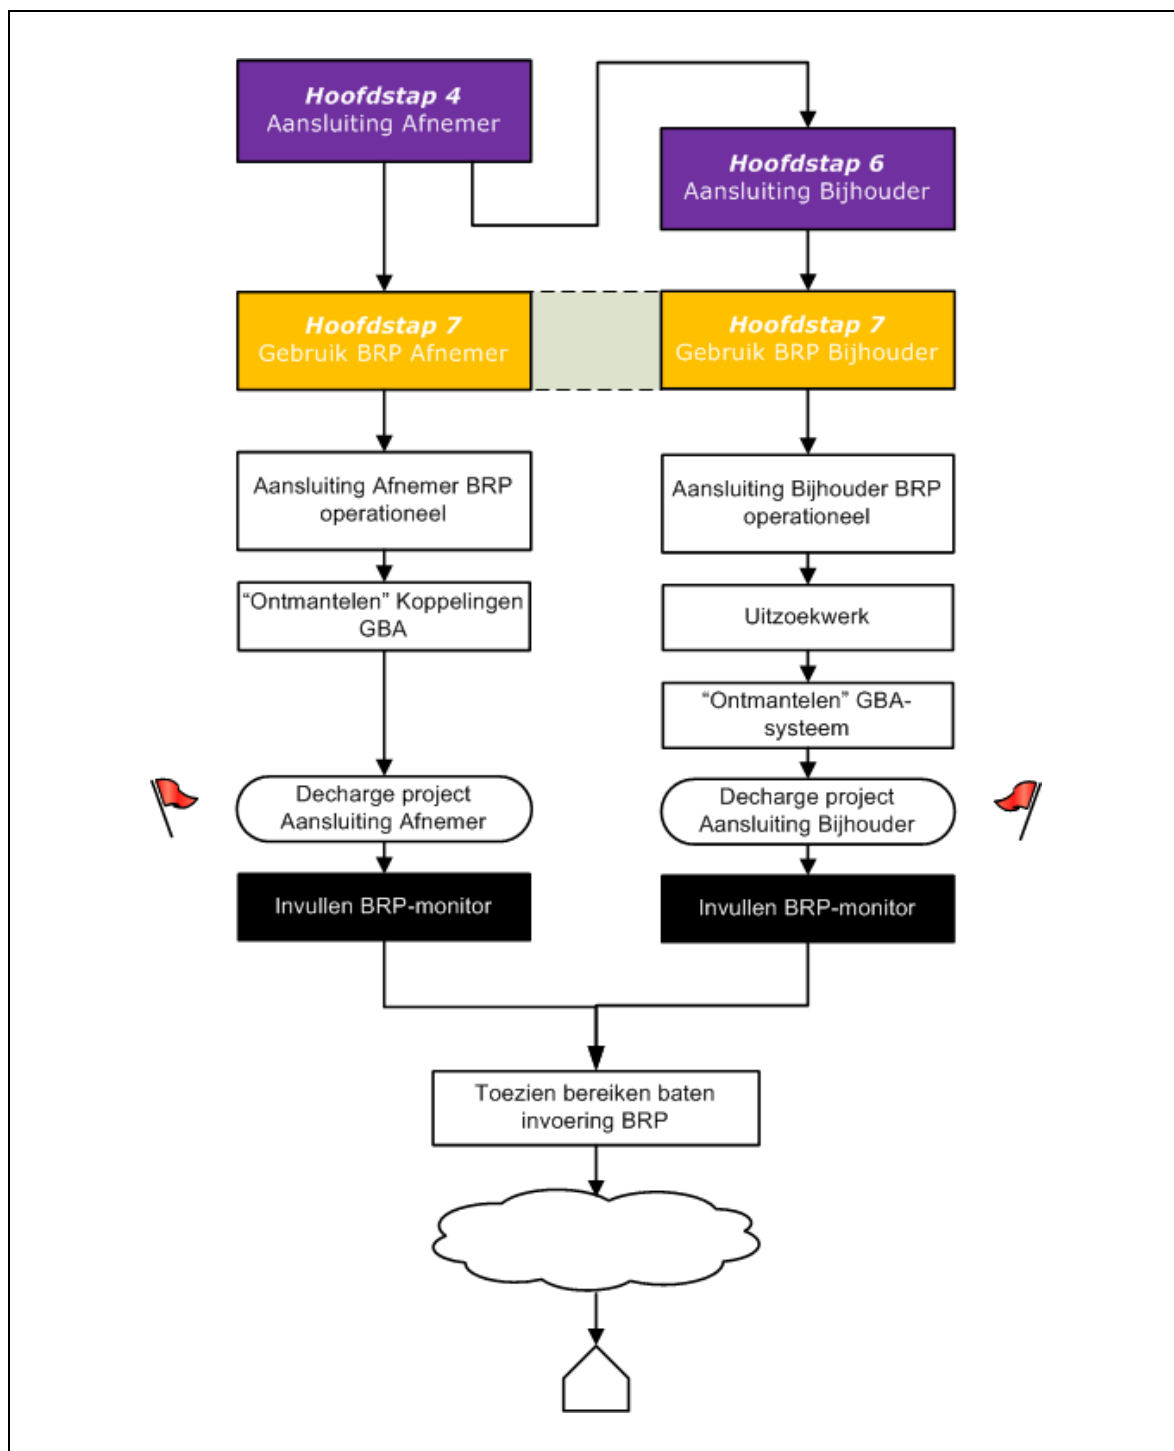 Hoofdstap 4
Aansluiting Afnemer
Hoofdstap 6
Aansluiting Bijhouder
Hoofdstap 7
Gebruik BRP Afnemer
Hoofdstap 7
Gebruik BRP Bijhouder
Aansluiting Afnemer BRP
operationeel
Aansluiting Bijhouder BRP
operationeel
“Ontmantelen” Koppelingen
GBA
Uitzoekwerk
“Ontmantelen” GBA-
systeem
Decharge project
Aansluiting Afnemer
Decharge project
Aansluiting Bijhouder
Invullen BRP-monitor
Invullen BRP-monitor
Toezien bereiken baten
invoering BRP